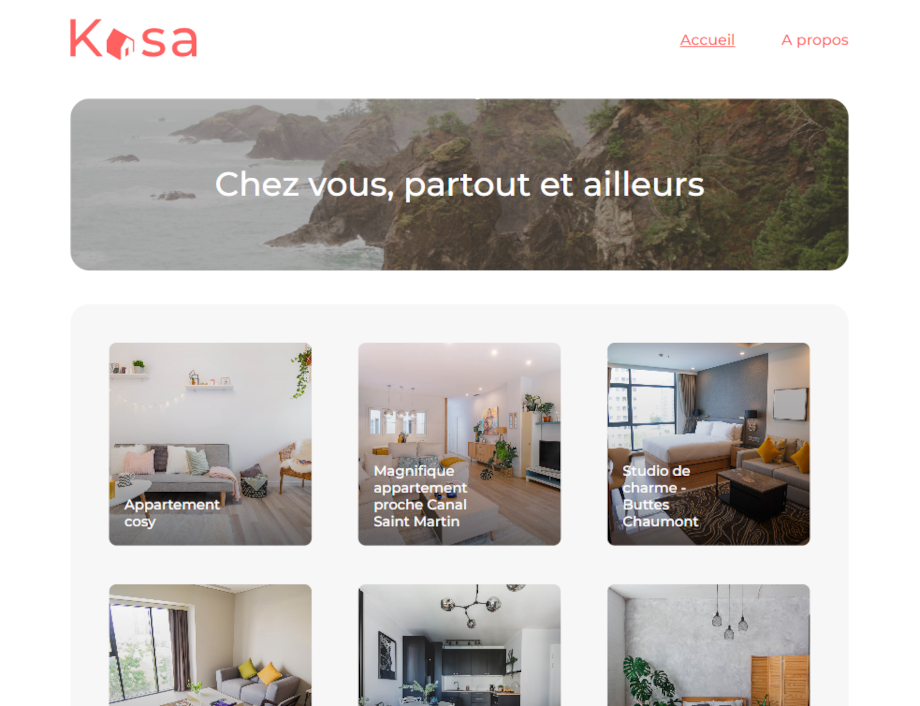 Kasa
Accueil
A propos
Chez vous, partout et ailleurs
Appartement
cosy
Magnifique
appartement
proche Canal
Saint Martin
Studio de
charme -
Buttes
Chaumont